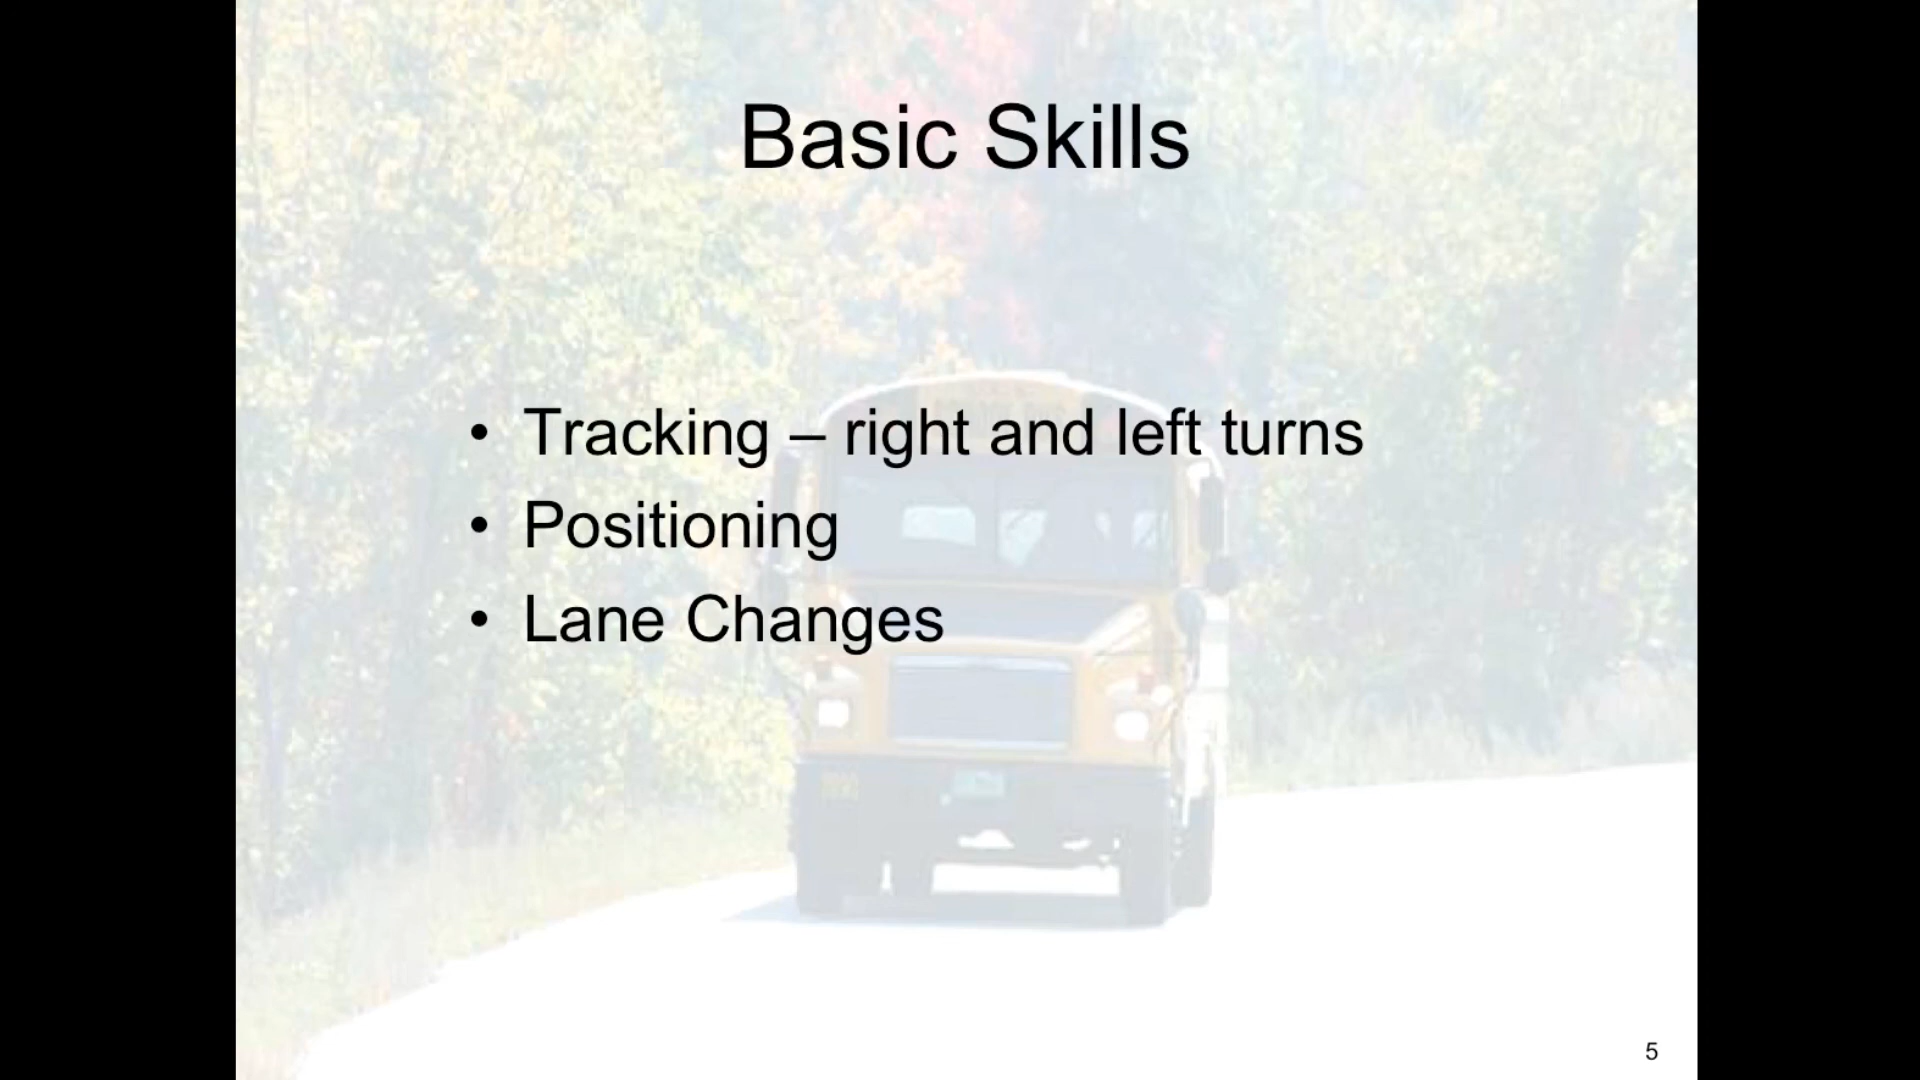 Basic Skills
• Tracking – right and left turns
• Positioning
• Lane Changes
5